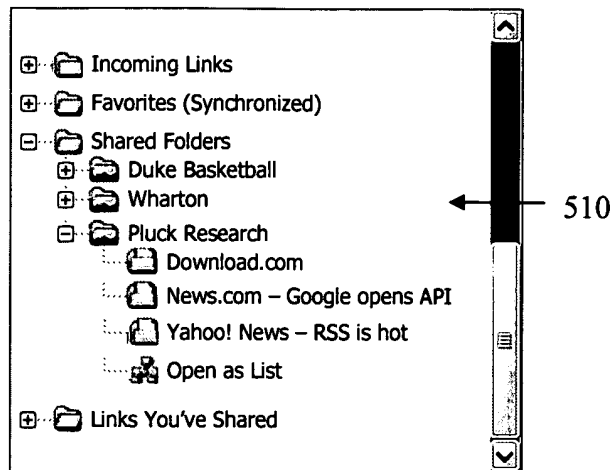 Incoming Links
Favorites (Synchronized)
Shared Folders
Duke Basketball
Wharton
510
Pluck Research
Download.com
News.com – Google opens API
Yahoo! News – RSS is hot
Open as List
Links You've Shared